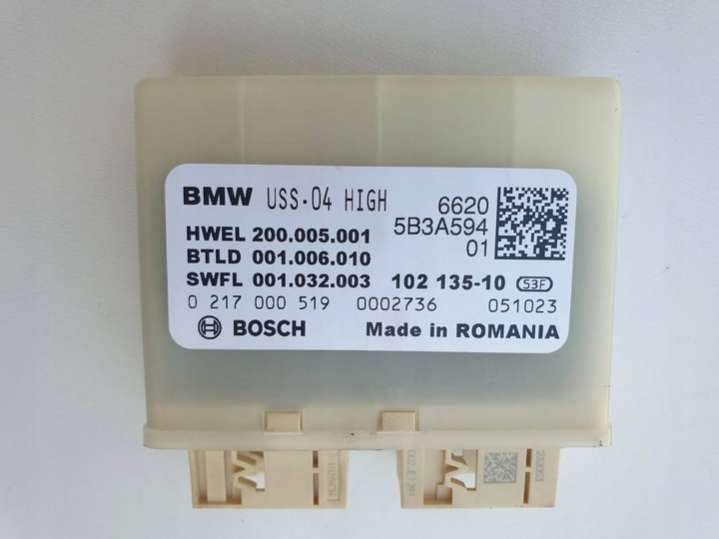 BMW USS-04 HIGH 6620
5B3A594
HWEL 200.005.001 01
BTLD 001.006.010
SWFL 001.032.003 102 135-10 53F
0 217 000 519 0002736 051023
BOSCH Made in ROMANIA